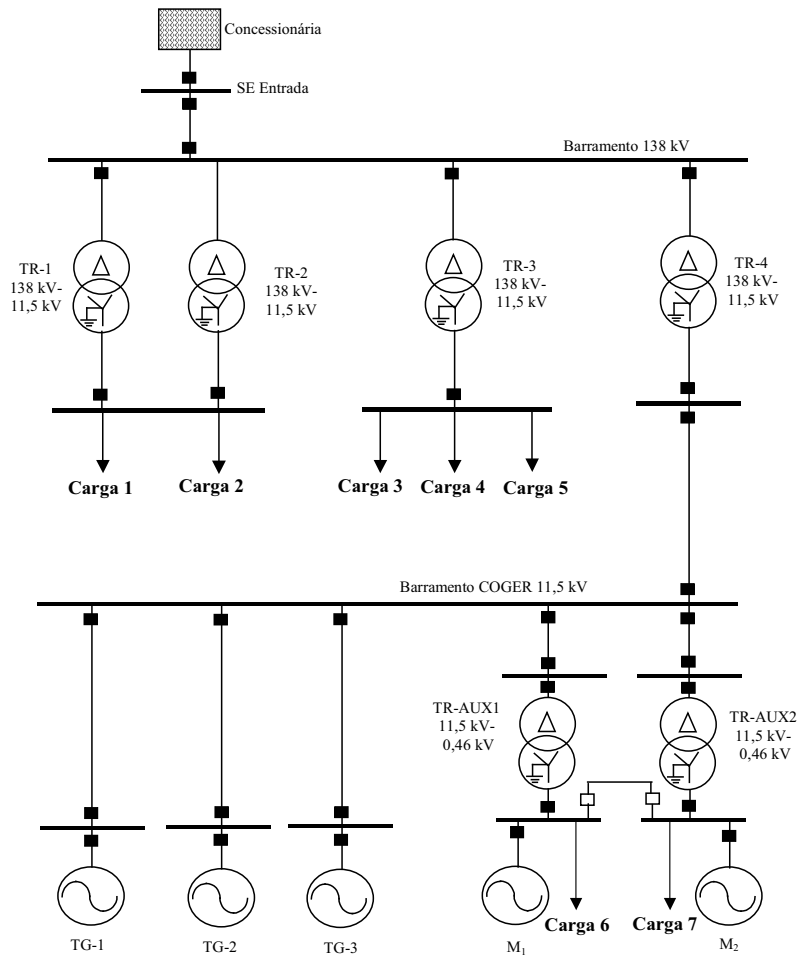 Concessionária
SE Entrada
Barramento 138 kV
TR-1
138 kV-
11,5 kV
TR-2
138 kV-
11,5 kV
TR-3
138 kV-
11,5 kV
TR-4
138 kV-
11,5 kV
Carga 1
Carga 2
Carga 3
Carga 4
Carga 5
Barramento COGER 11,5 kV
TR-AUX1
11,5 kV-
0,46 kV
TR-AUX2
11,5 kV-
0,46 kV
Carga 6
Carga 7
TG-1
TG-2
TG-3
M1
M2